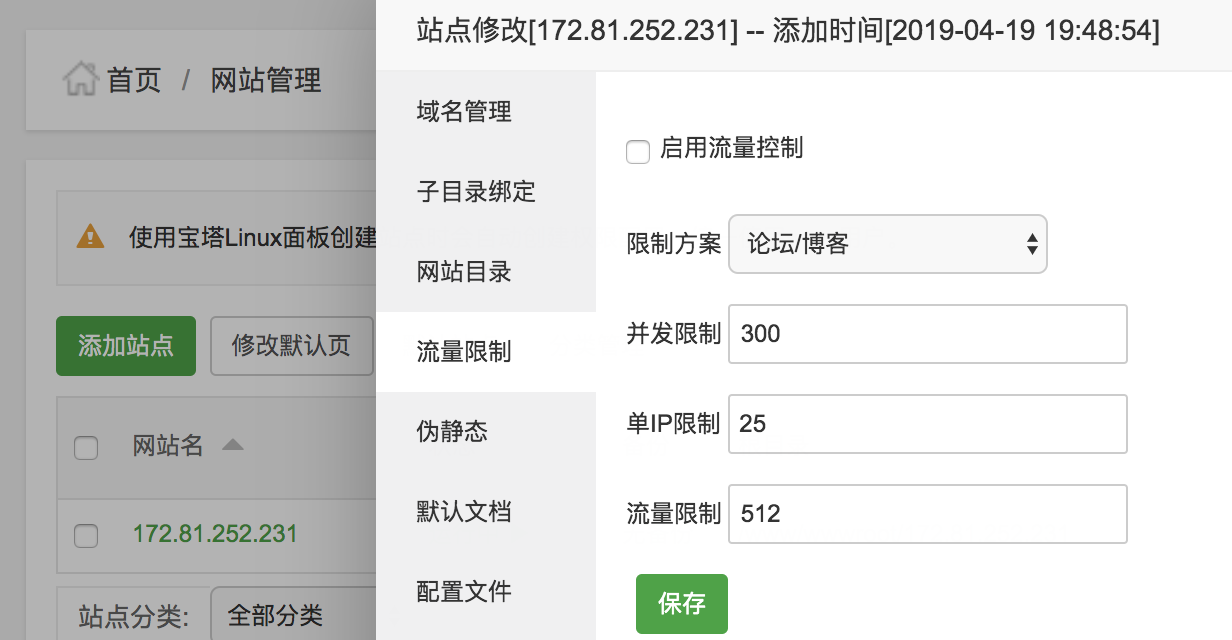 首页 / 网站管理
使用宝塔Linux面板创建
添加站点
修改默认页
网站名
172.81.252.231
站点分类:
全部分类
站点修改[172.81.252.231] -- 添加时间[2019-04-19 19:48:54]
域名管理
子目录绑定
网站目录
流量限制
伪静态
默认文档
配置文件
启用流量控制
限制方案 论坛/博客
并发限制 300
单IP限制 25
流量限制 512
保存